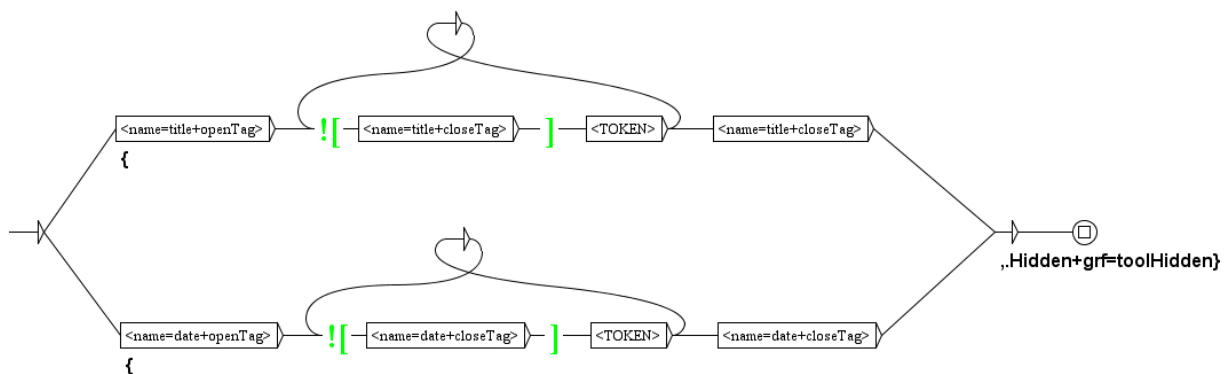 <name=title+openTag> ![ <name=title+closeTag> ] <TOKEN> <name=title+closeTag>
{
,.Hidden+grf=toolHidden}
<name=date+openTag> ![ <name=date+closeTag> ] <TOKEN> <name=date+closeTag>
{